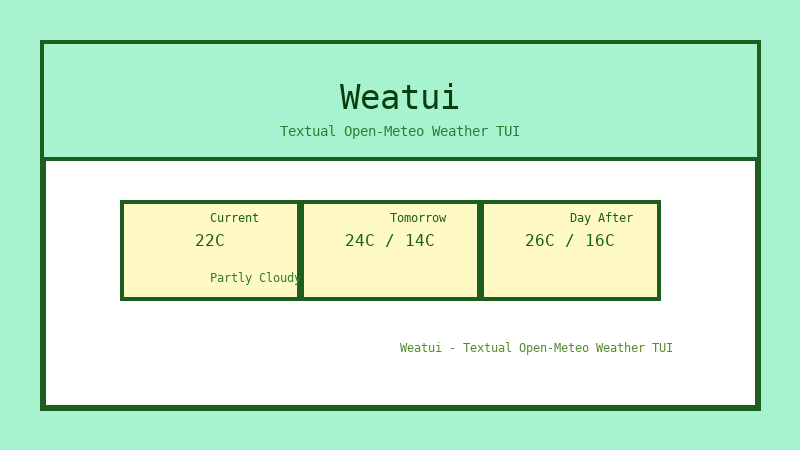 Weatui
Textual Open-Meteo Weather TUI
Current
22C
Partly Cloudy
Tomorrow
24C / 14C
Day After
26C / 16C
Weatui - Textual Open-Meteo Weather TUI